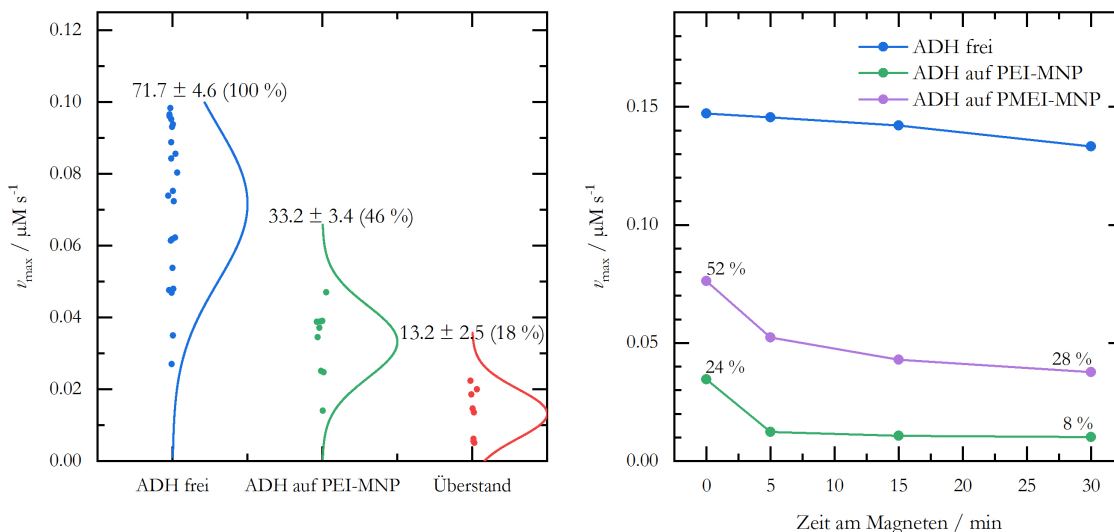 0.12
0.10
0.08
0.06
0.04
0.02
0.00
v_max / µM s⁻¹
71.7 ± 4.6 (100 %)
33.2 ± 3.4 (46 %)
13.2 ± 2.5 (18 %)
ADH frei
ADH auf PEI-MNP
Überstand
0.15
0.10
0.05
0.00
v_max / µM s⁻¹
ADH frei
ADH auf PEI-MNP
ADH auf PMEI-MNP
52 %
28 %
24 %
8 %
0 5 10 15 20 25 30
Zeit am Magneten / min